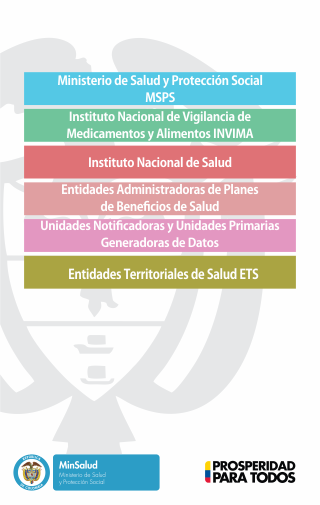 Ministerio de Salud y Protección Social
MSPS
Instituto Nacional de Vigilancia de
Medicamentos y Alimentos INVIMA
Instituto Nacional de Salud
Entidades Administradoras de Planes
de Beneficios de Salud
Unidades Notificadoras y Unidades Primarias
Generadoras de Datos
Entidades Territoriales de Salud ETS
MinSalud
Ministerio de Salud
y Protección Social
PROSPERIDAD
PARA TODOS